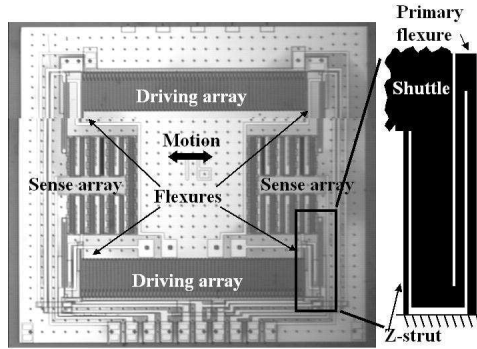 Primary
flexure
Shuttle
Driving array
Motion
Sense array
Sense array
Flexures
Driving array
Z-strut